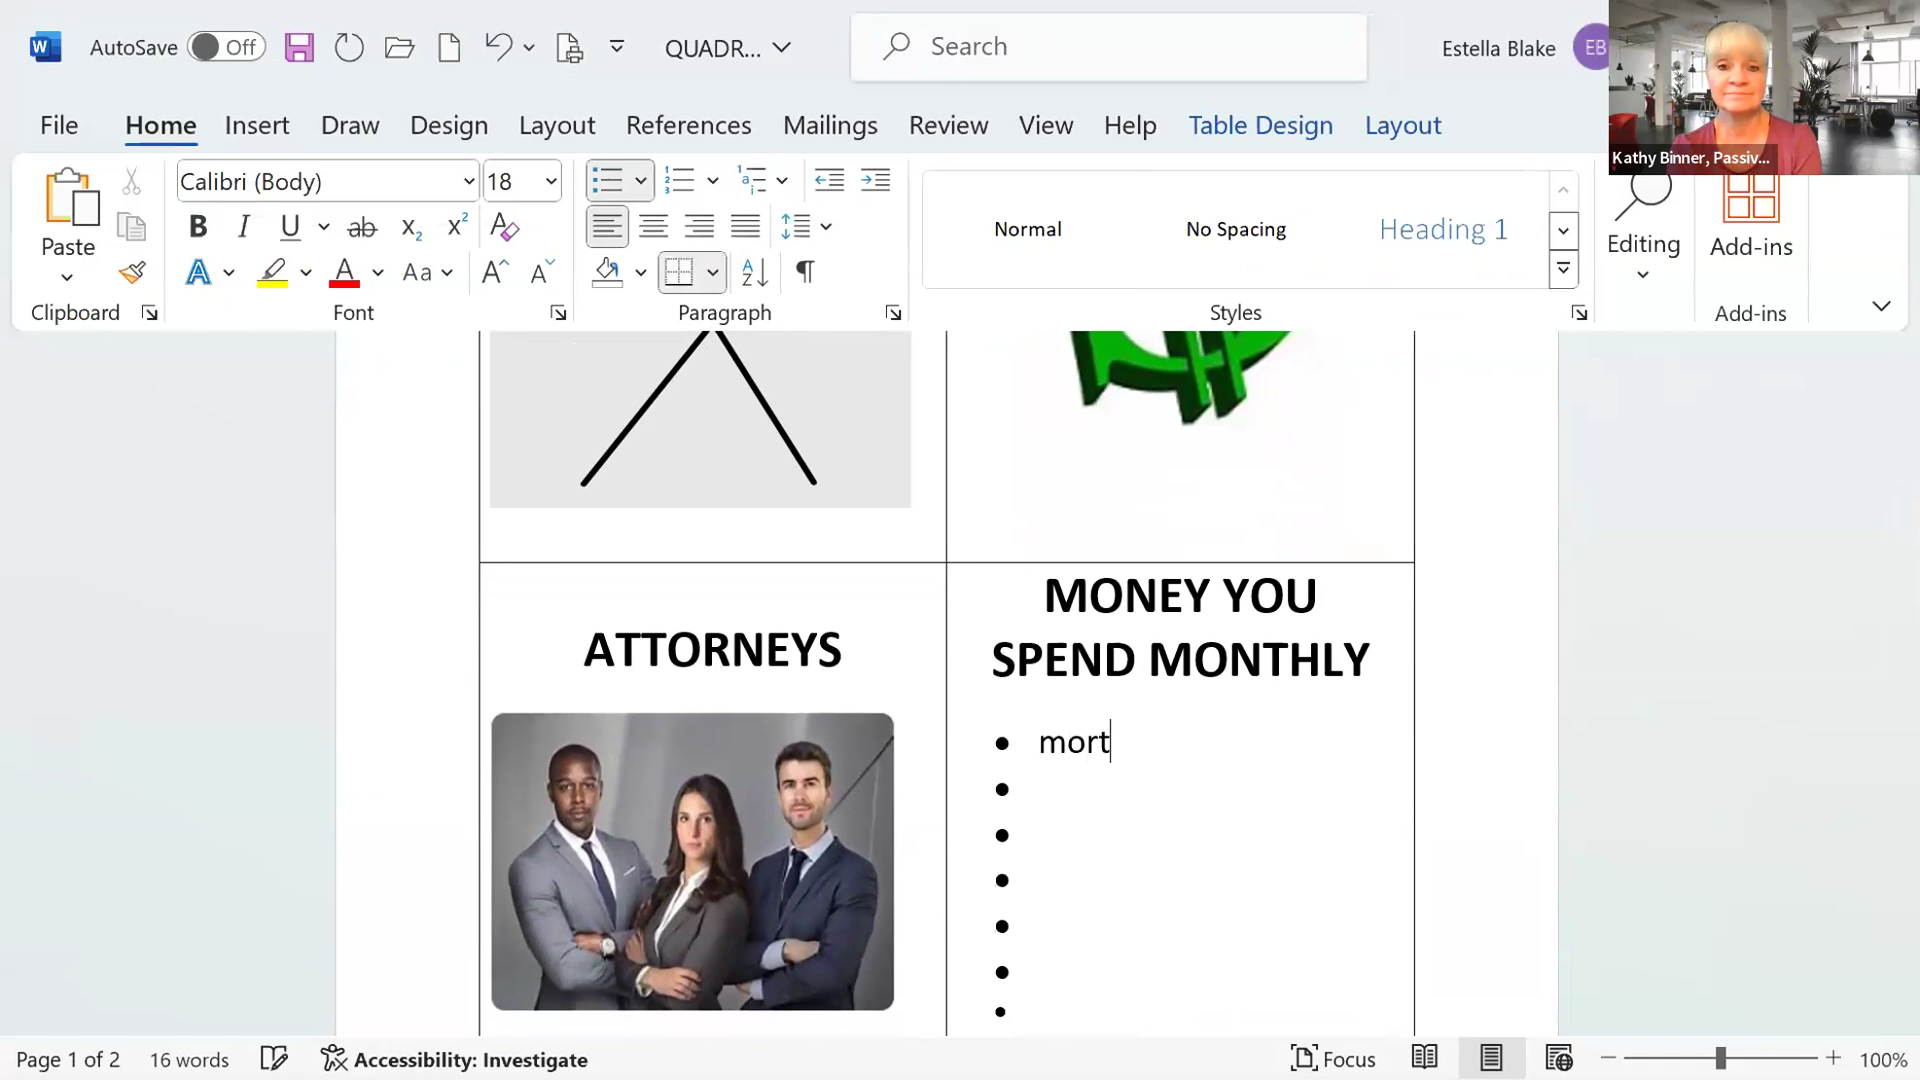 AutoSave Off QUADR... Search Estella Blake EB
Kathy Binner, Passiv...
File Home Insert Draw Design Layout References Mailings Review View Help Table Design Layout
Paste
Calibri (Body) 18
Normal No Spacing Heading 1
Editing Add-ins
Clipboard Font Paragraph Styles Add-ins
ATTORNEYS
MONEY YOU
SPEND MONTHLY
mort
Page 1 of 2 16 words Accessibility: Investigate Focus 100%